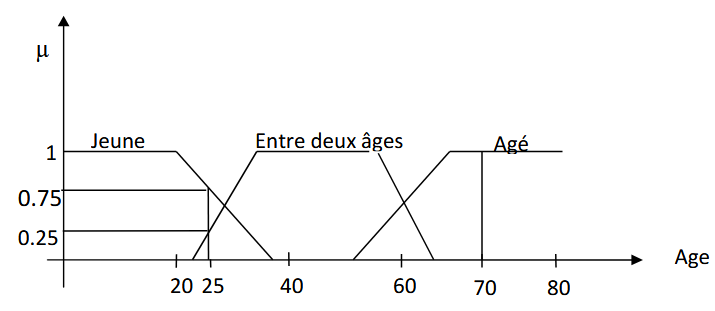 μ
Jeune Entre deux âges Agé
1
0.75
0.25
Age
20 25 40 60 70 80